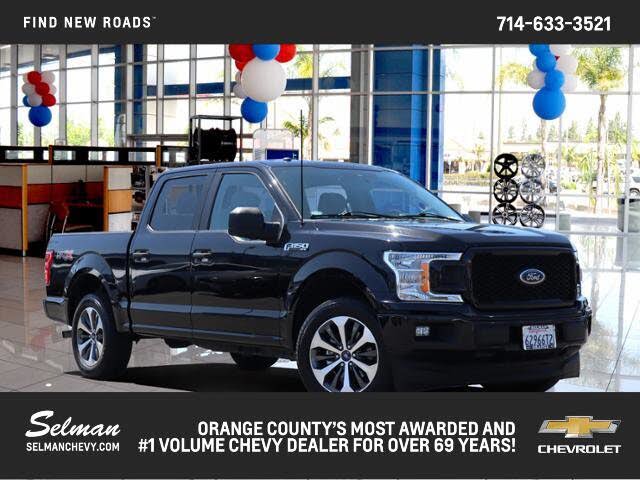 FIND NEW ROADS™
714-633-3521
F-150
Ford
62966T2
Selman
SELMANCHEVY.COM
ORANGE COUNTY'S MOST AWARDED AND
#1 VOLUME CHEVY DEALER FOR OVER 69 YEARS!
CHEVROLET